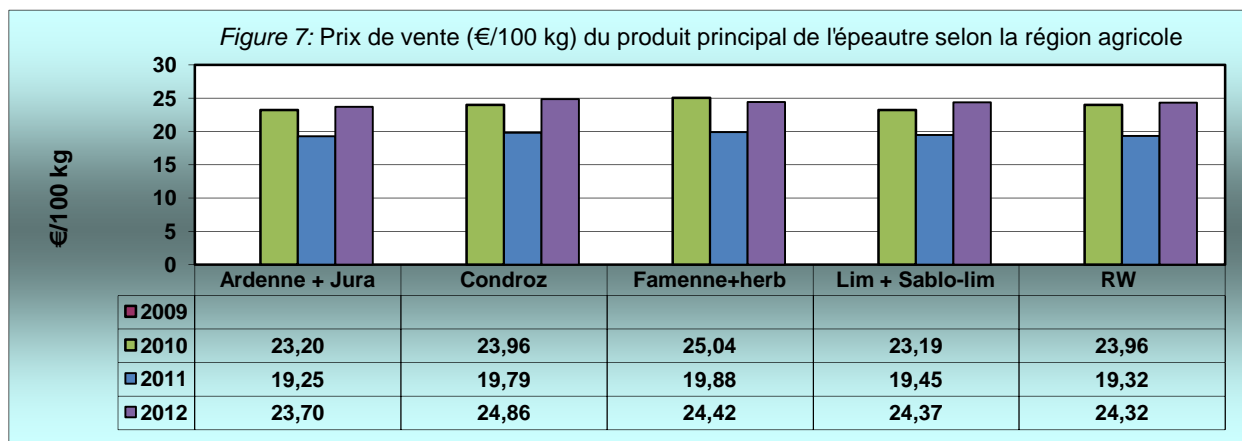 Figure 7: Prix de vente (€/100 kg) du produit principal de l'épeautre selon la région agricole
30
25
20
15
10
5
0
€/100 kg
Ardenne + Jura Condroz Famenne+herb Lim + Sablo-lim RW
2009
2010 23,20 23,96 25,04 23,19 23,96
2011 19,25 19,79 19,88 19,45 19,32
2012 23,70 24,86 24,42 24,37 24,32